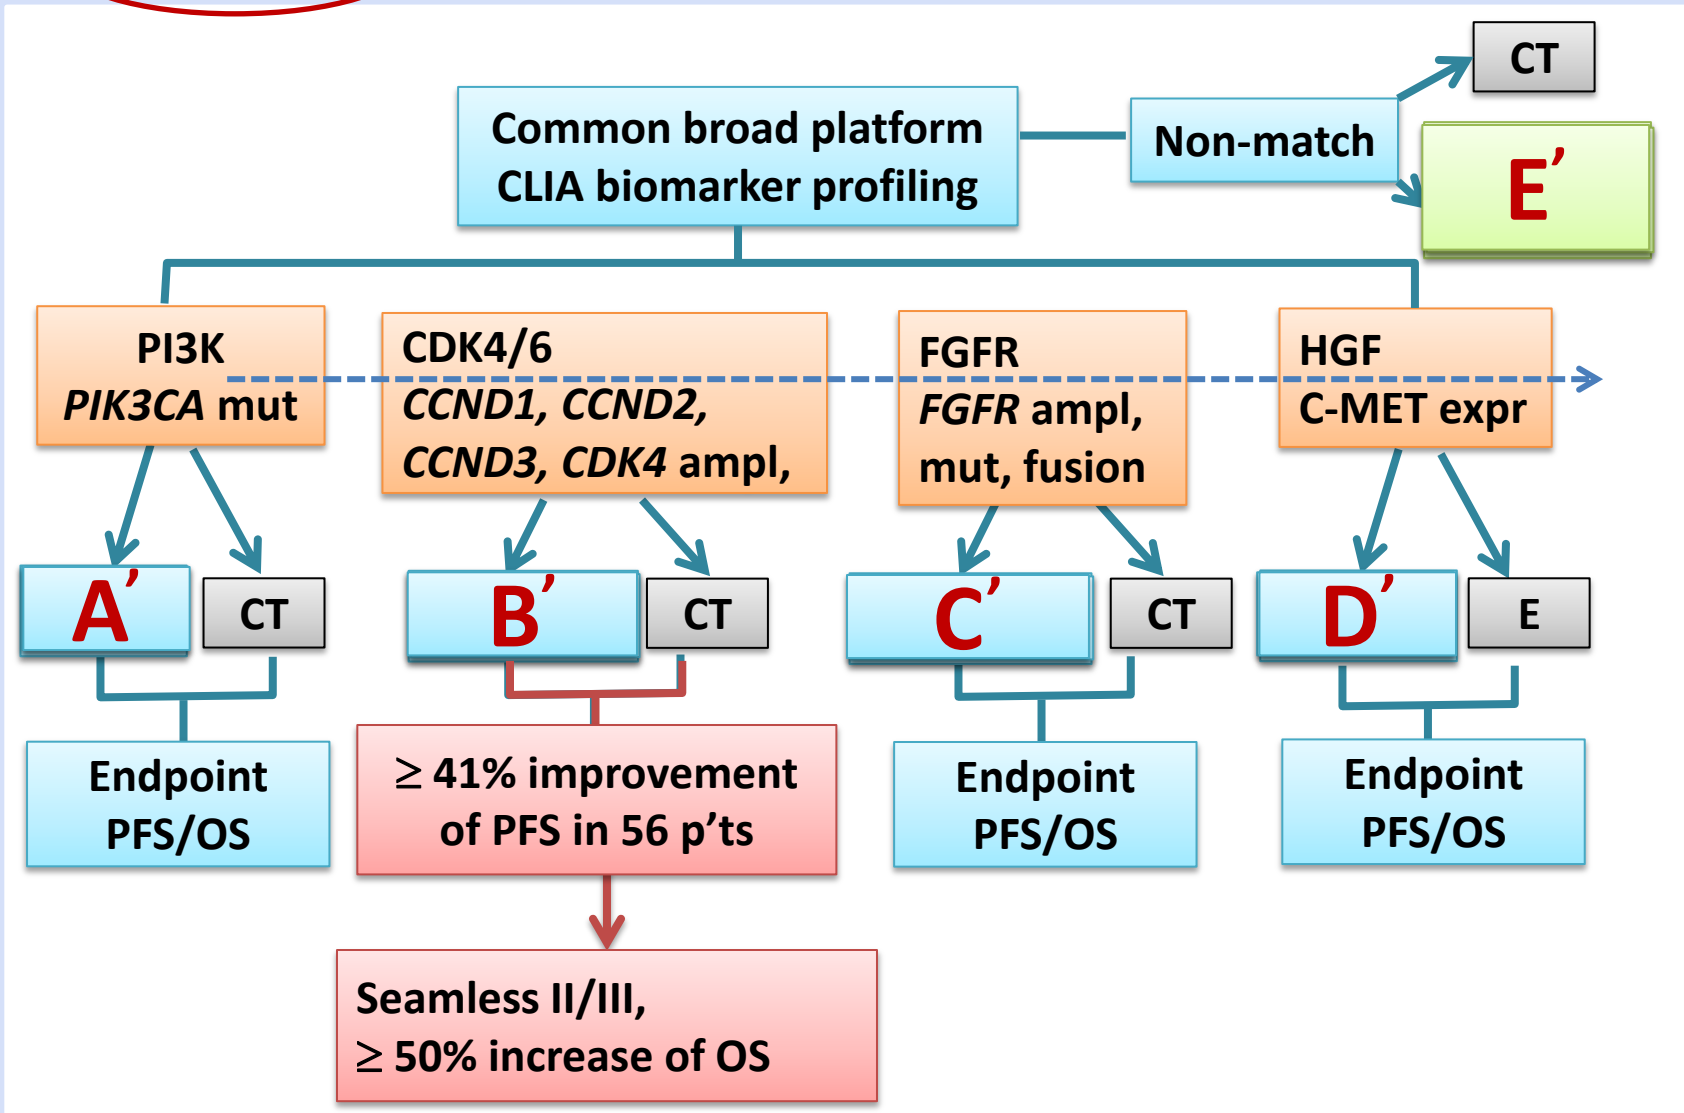 CT
Common broad platform
CLIA biomarker profiling
Non-match
E’
PI3K
PIK3CA mut
CDK4/6
CCND1, CCND2,
CCND3, CDK4 ampl,
FGFR
FGFR ampl,
mut, fusion
HGF
C-MET expr
A’
CT
B’
CT
C’
CT
D’
E
Endpoint
PFS/OS
≥ 41% improvement
of PFS in 56 p’ts
Endpoint
PFS/OS
Endpoint
PFS/OS
Seamless II/III,
≥ 50% increase of OS